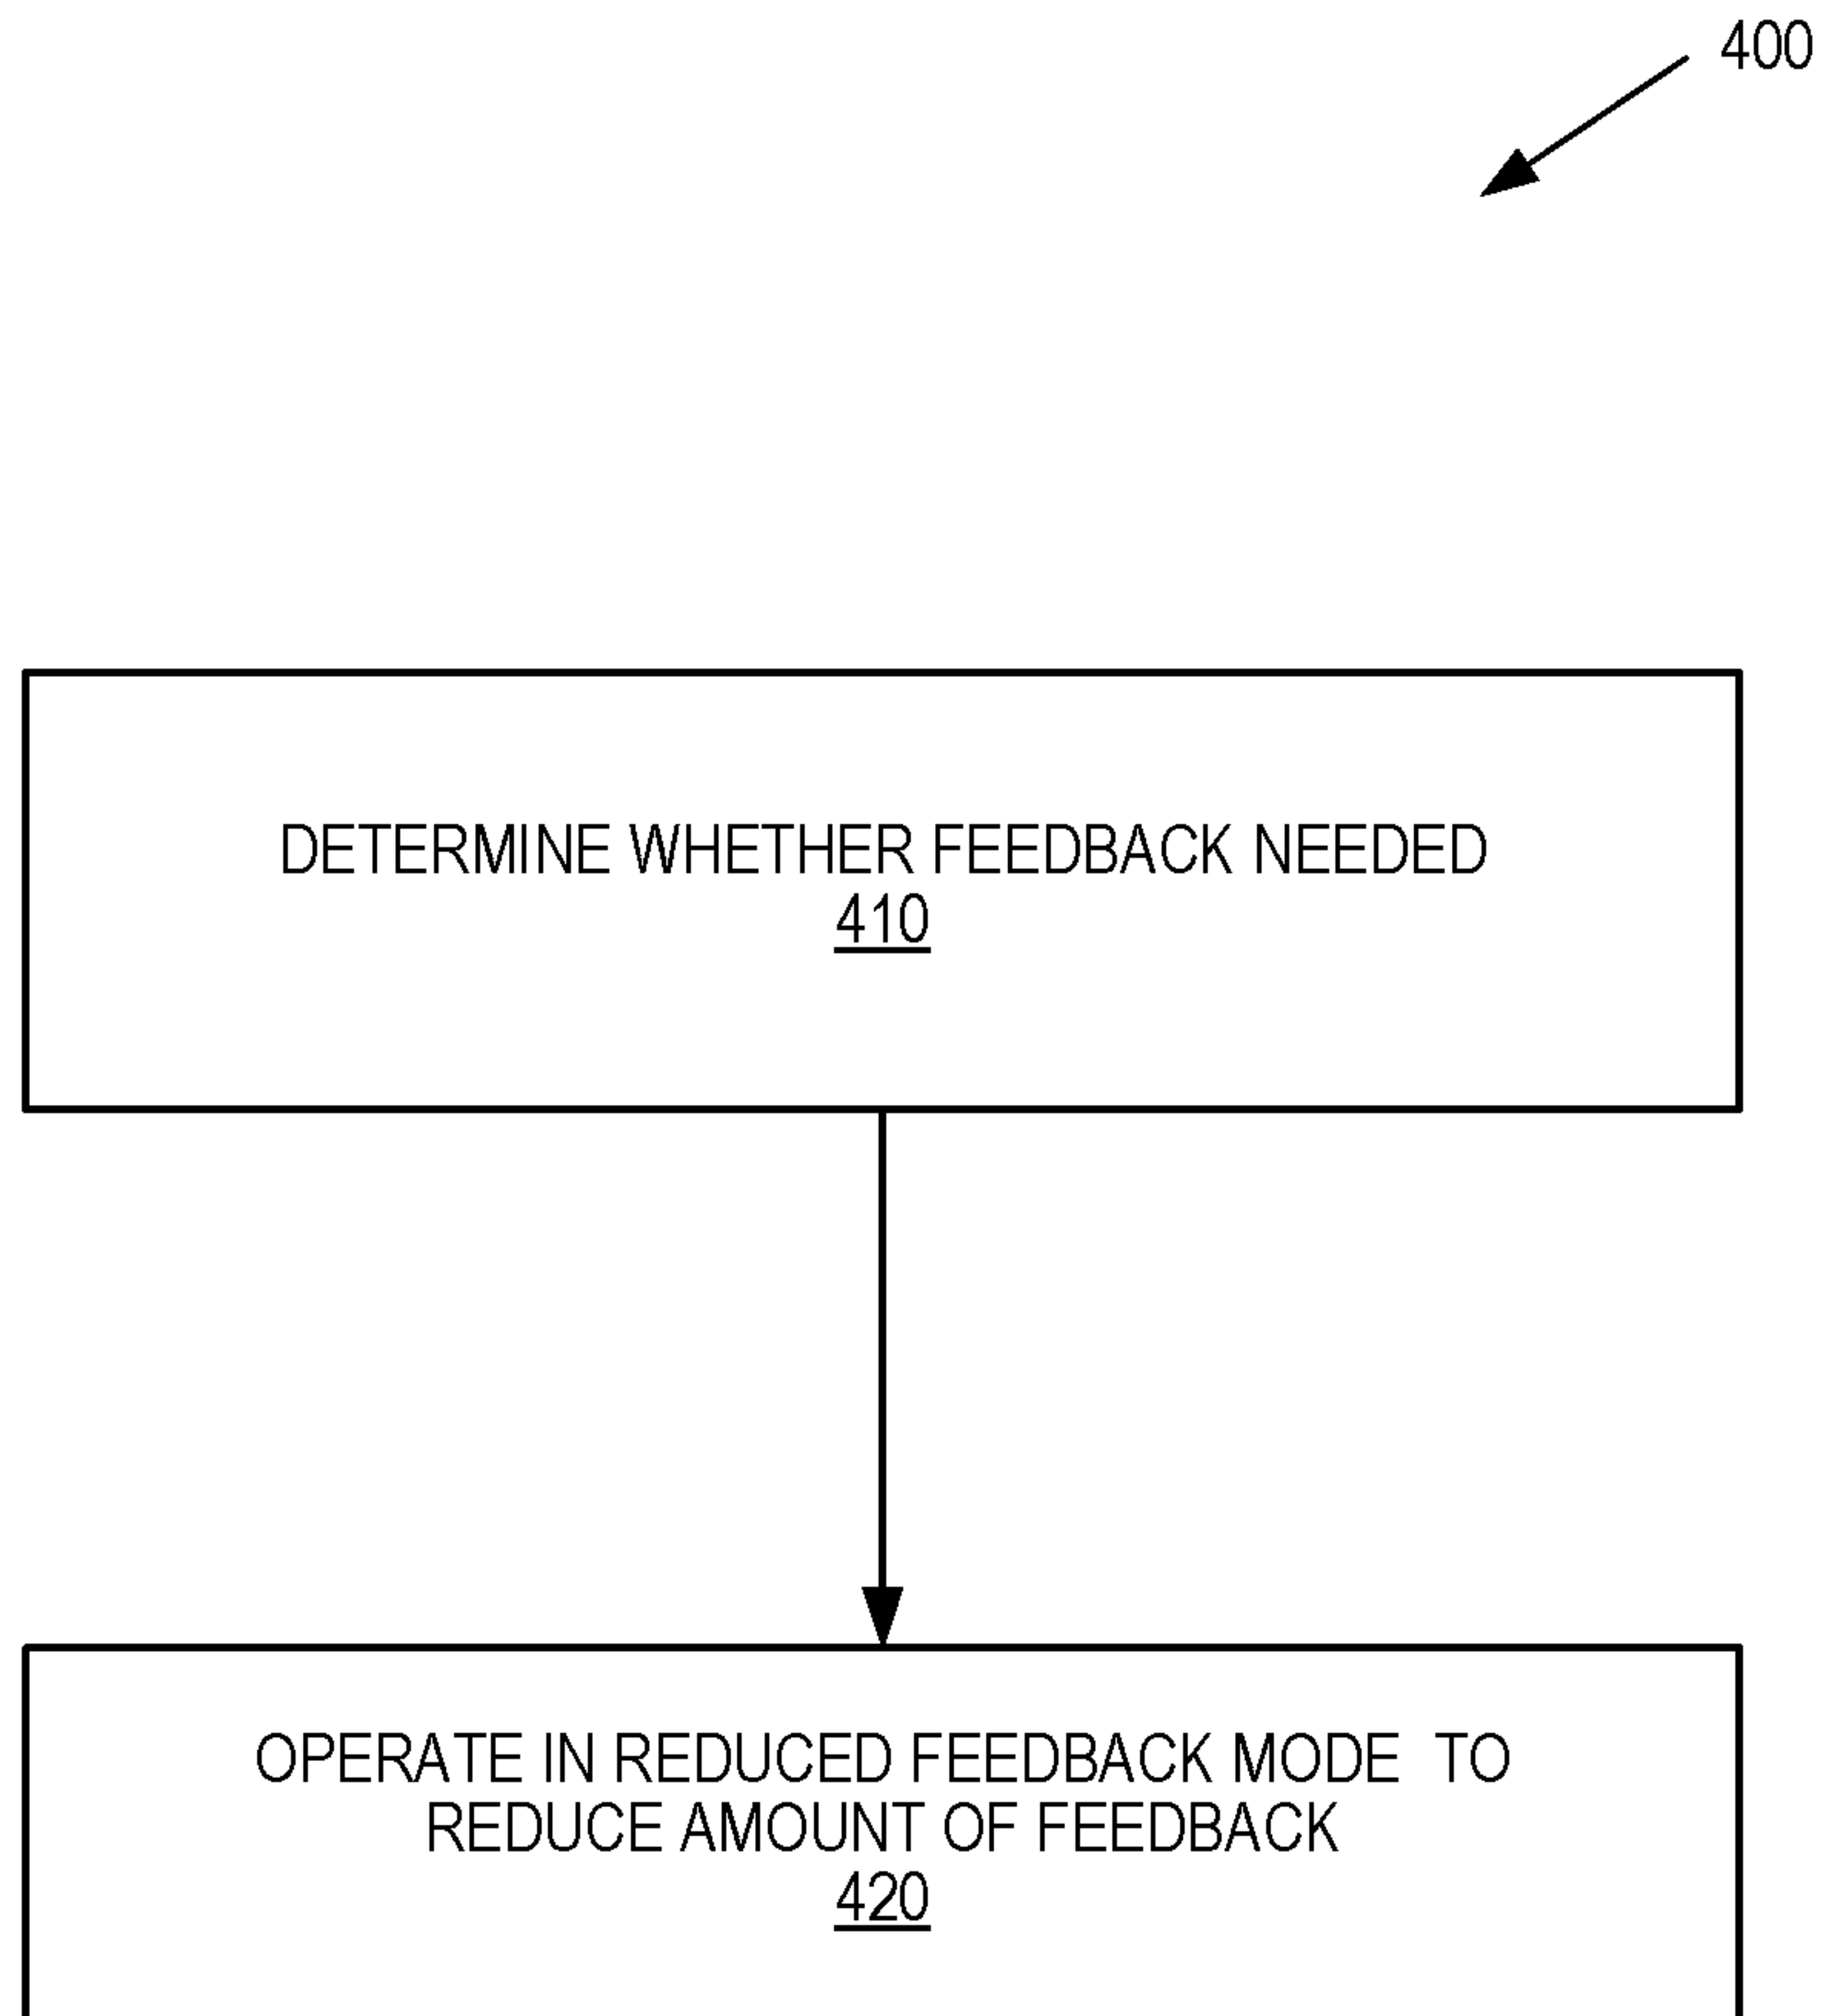 400
DETERMINE WHETHER FEEDBACK NEEDED
410
OPERATE IN REDUCED FEEDBACK MODE TO
REDUCE AMOUNT OF FEEDBACK
420